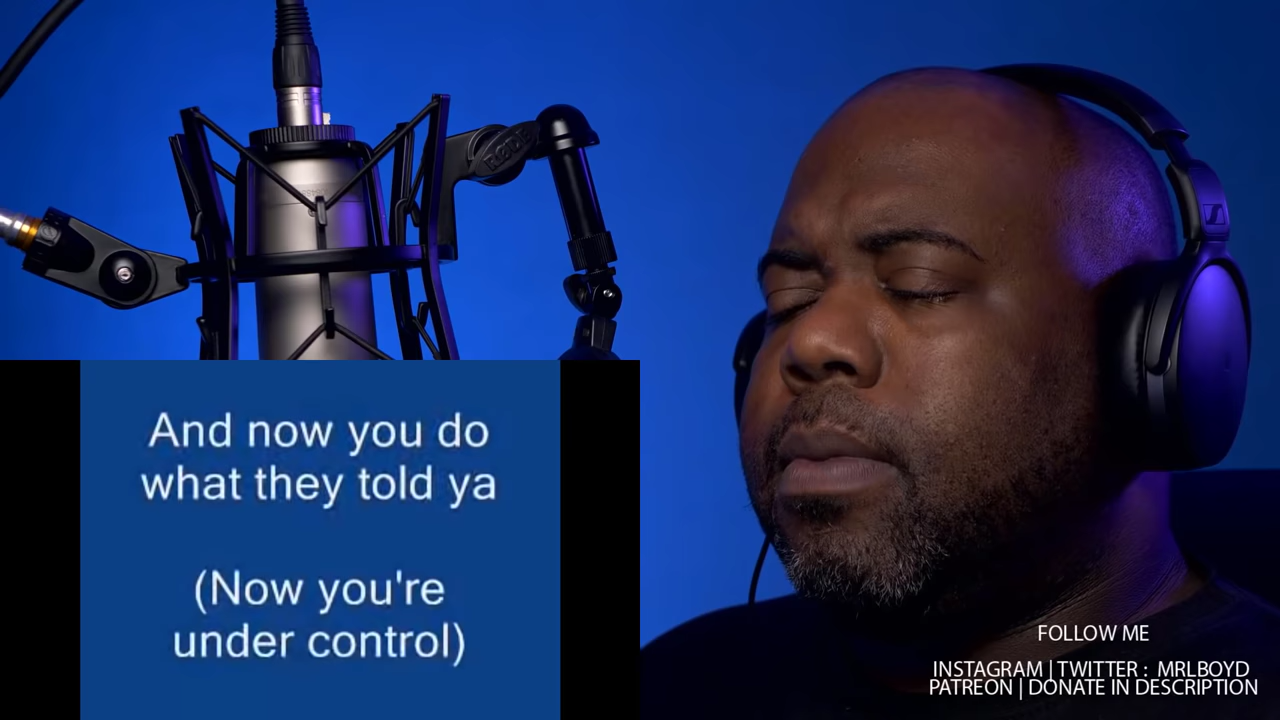 RØDE
And now you do
what they told ya
(Now you're
under control)
FOLLOW ME
INSTAGRAM | TWITTER : MRLBOYD
PATREON | DONATE IN DESCRIPTION